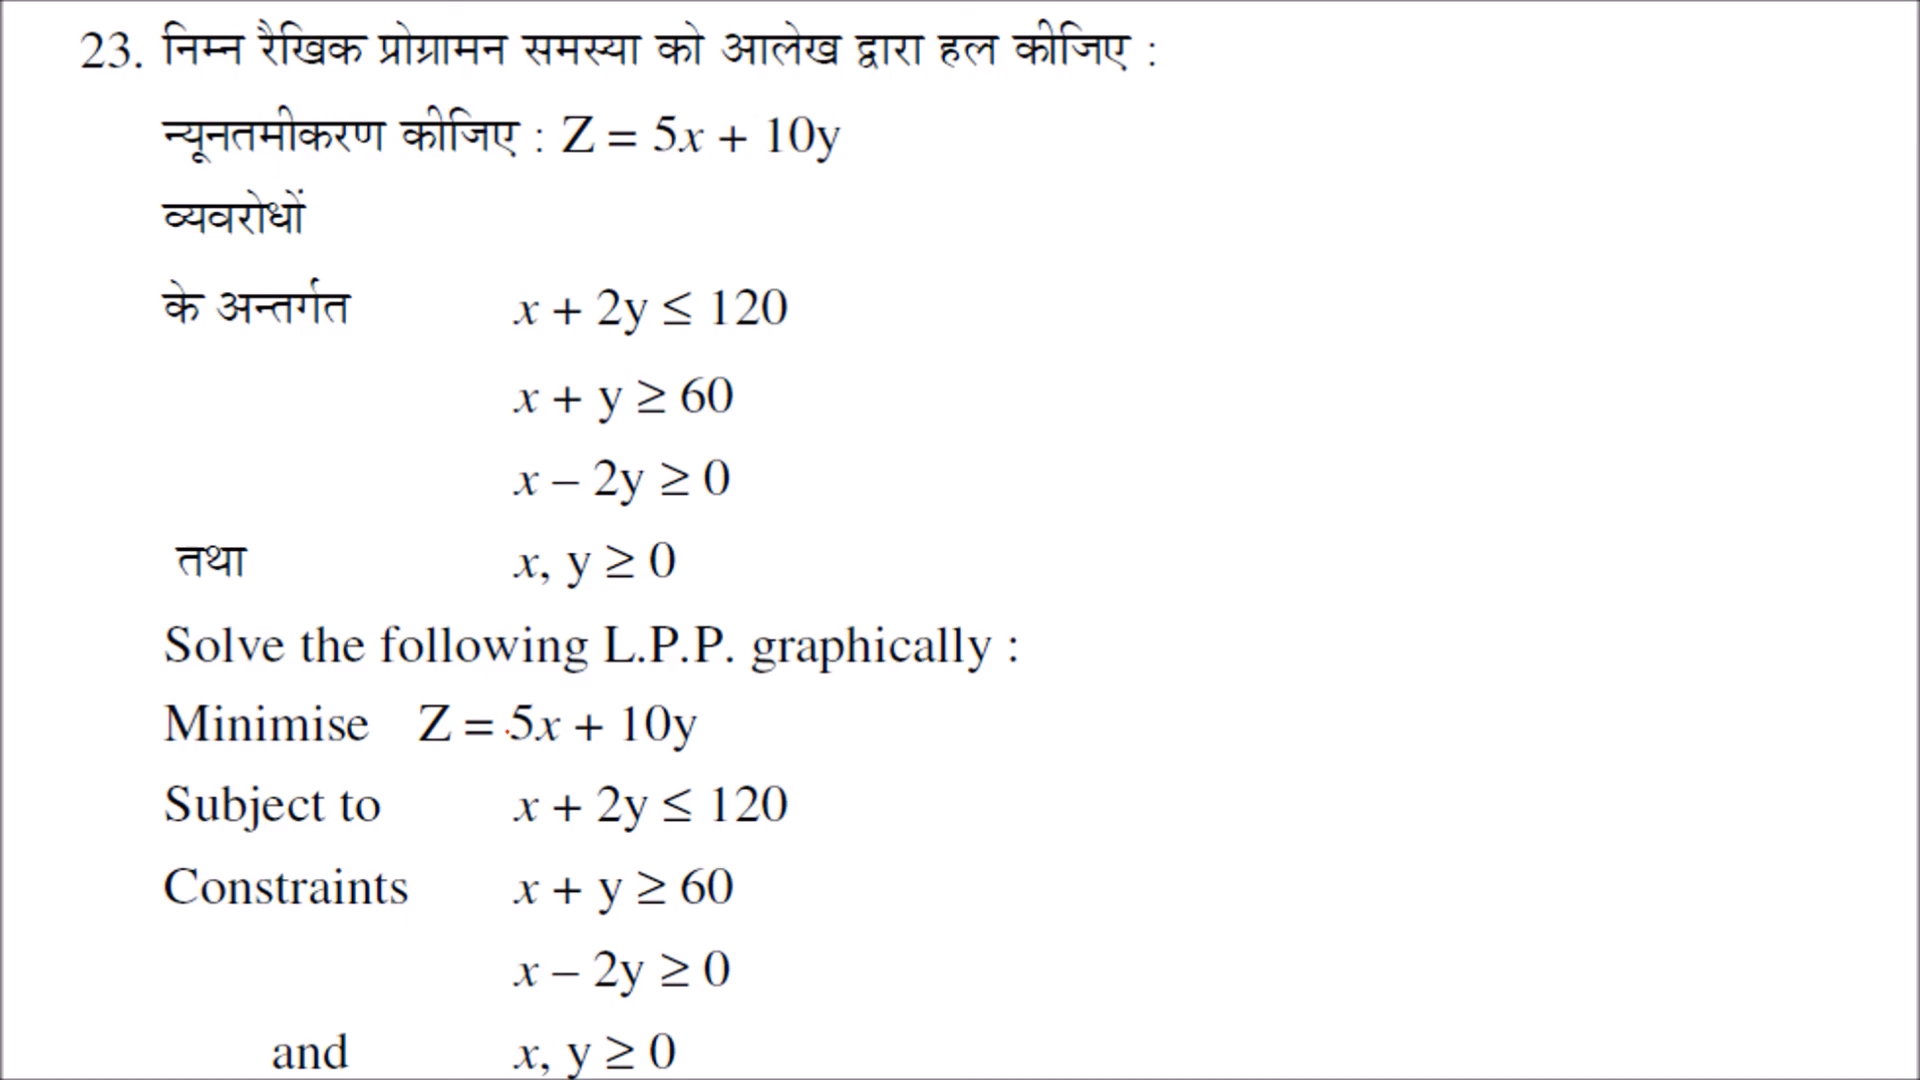 23. निम्न रैखिक प्रोग्रामन समस्या को आलेख द्वारा हल कीजिए :
न्यूनतमीकरण कीजिए : Z = 5x + 10y
व्यवरोधों
के अन्तर्गत x + 2y ≤ 120
x + y ≥ 60
x – 2y ≥ 0
तथा x, y ≥ 0
Solve the following L.P.P. graphically :
Minimise Z = 5x + 10y
Subject to x + 2y ≤ 120
Constraints x + y ≥ 60
x – 2y ≥ 0
and x, y ≥ 0